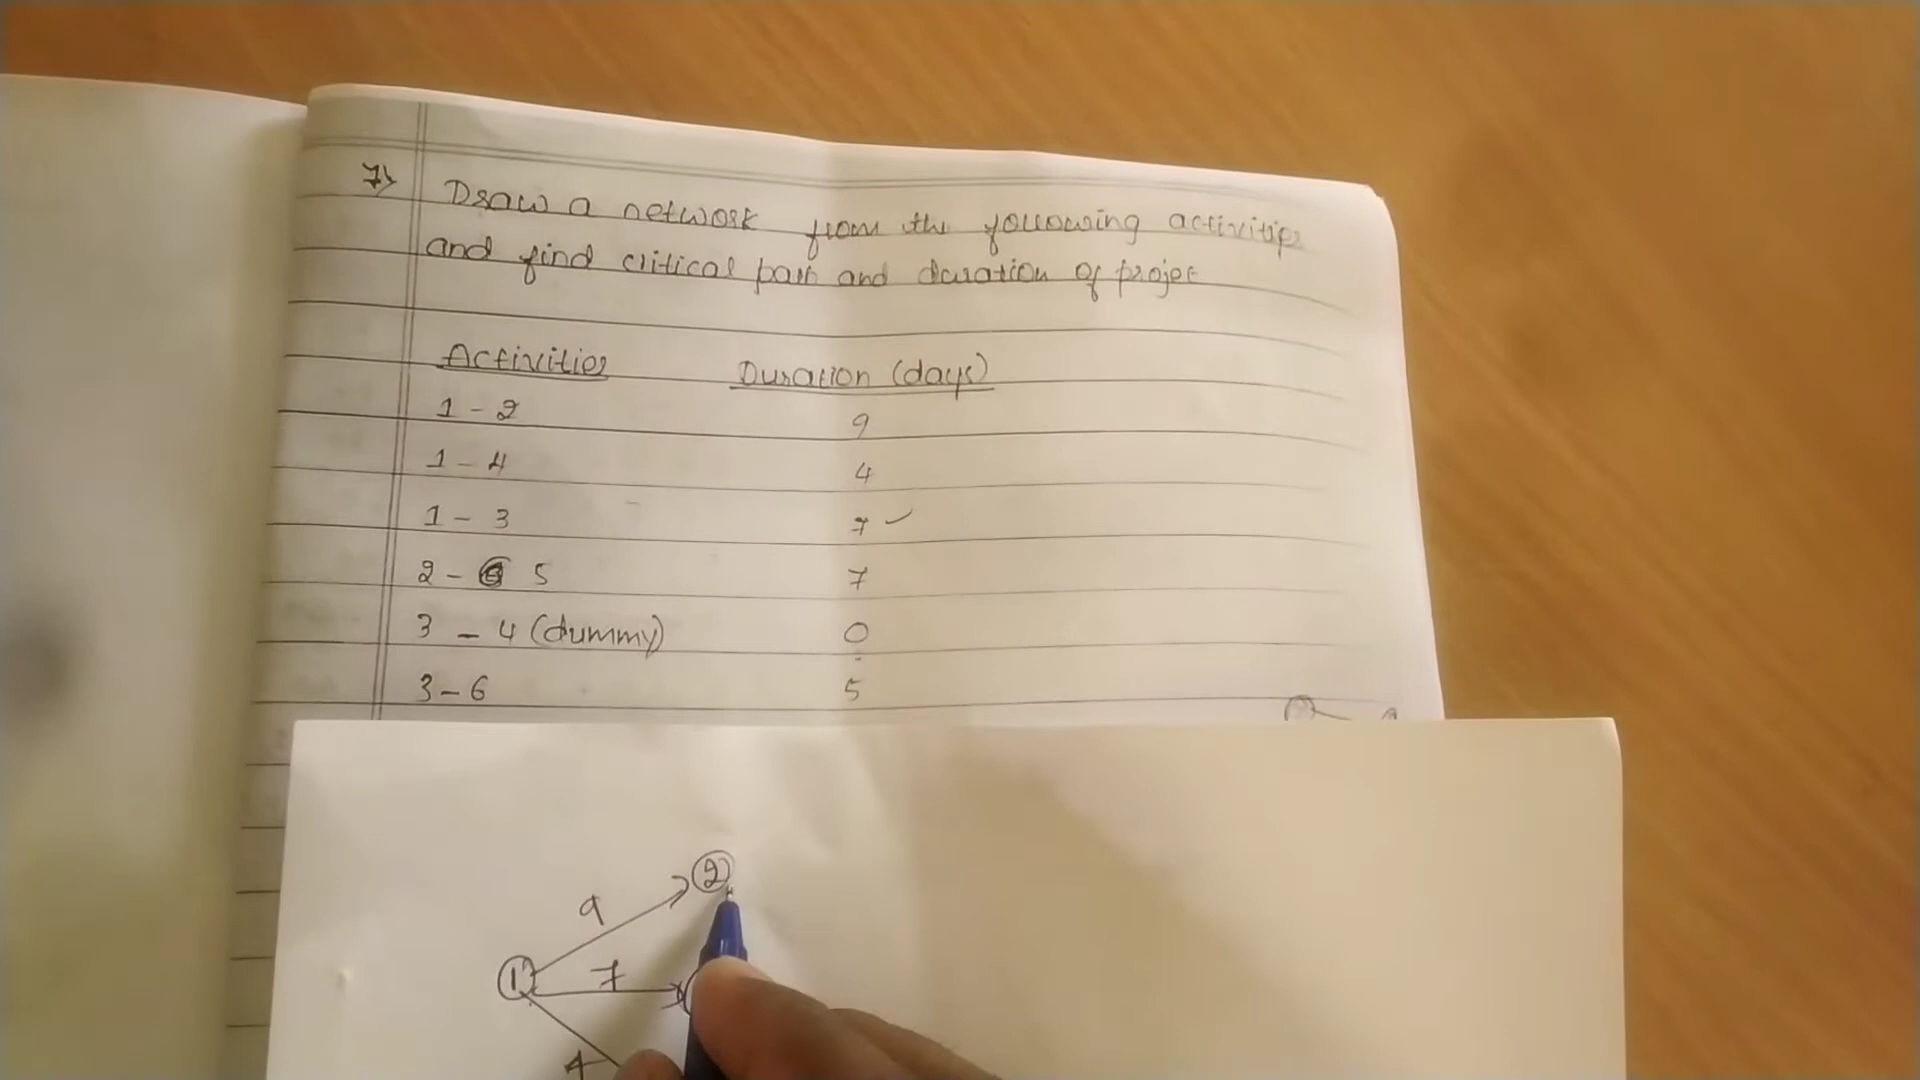 7> Draw a network from the following activities
and find critical path and duration of projet
Activities Duration (days)
1 - 2 9
1 - 4 4
1 - 3 7
2 - 5 7
3 - 4 (dummy) 0
3 - 6 5
2
9
1 7
4